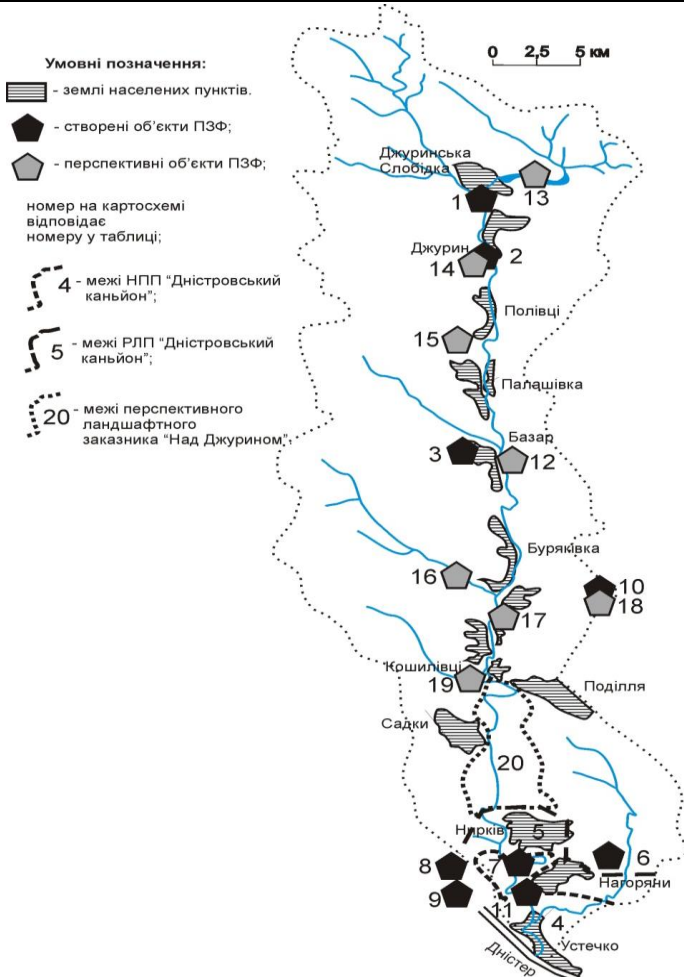 0 2,5 5 км
Умовні позначення:
- землі населених пунктів.
- створені об’єкти ПЗФ;
- перспективні об’єкти ПЗФ;
номер на картосхемі
відповідає
номеру у таблиці;
4 - межі НПП “Дністровський
каньйон”;
5 - межі РЛП “Дністровський
каньйон”;
20 - межі перспективного
ландшафтного
заказника “Над Джурином”
Джуринська
Слобідка
1
13
Джурин
14
2
Полівці
15
Палашівка
Базар
3
12
Буряківка
16
10
18
17
Кошилівці
19
Поділля
Садки
20
Нирків
5
8
7
6
Нагоряни
9
11
4
Устечко
Дністер